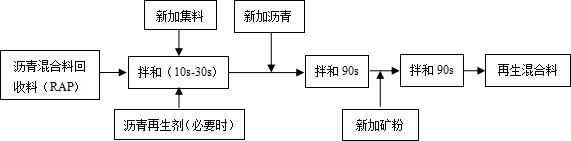 新加集料
新加沥青
沥青混合料回
收料（RAP）
拌和（10s-30s）
拌和 90s
拌和 90s
再生混合料
沥青再生剂（必要时）
新加矿粉